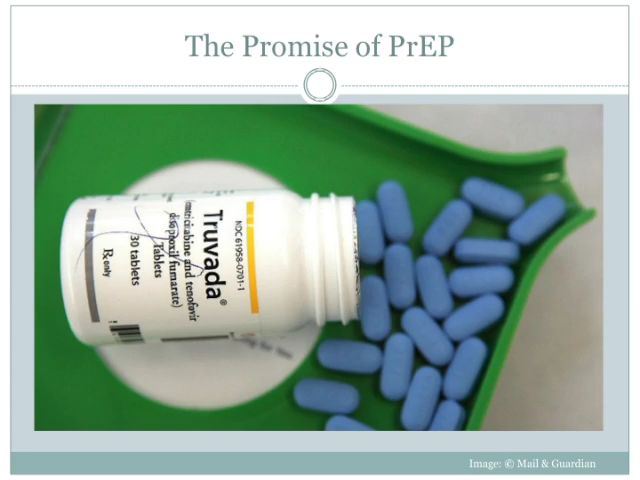 The Promise of PrEP
NDC 61958-0701-1
Truvada®
(emtricitabine and tenofovir
disoproxil fumarate)
Tablets
30 tablets
Rx only
Image: © Mail & Guardian